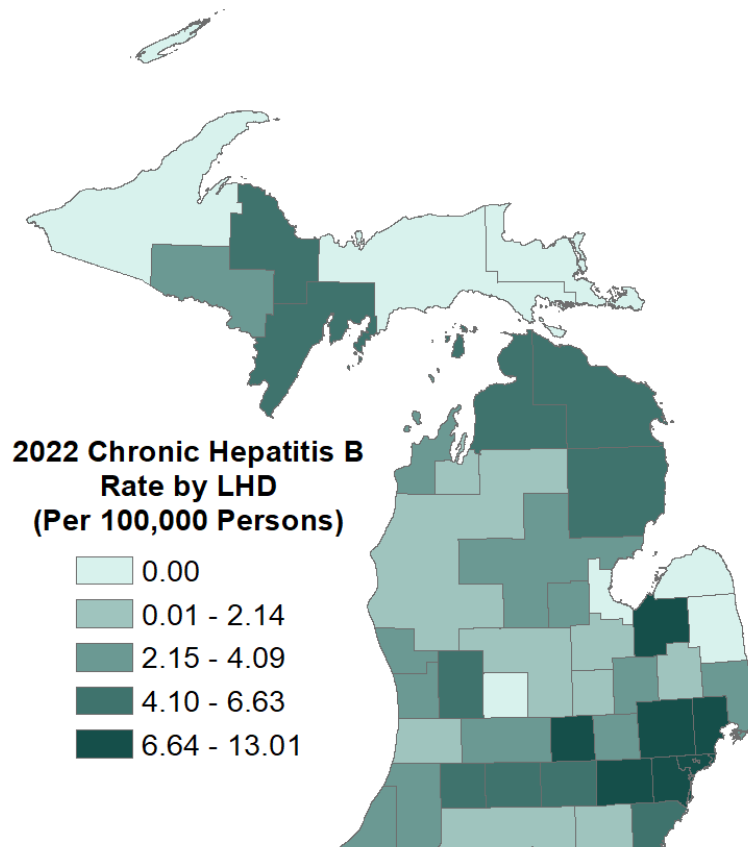 2022 Chronic Hepatitis B
Rate by LHD
(Per 100,000 Persons)
0.00
0.01 - 2.14
2.15 - 4.09
4.10 - 6.63
6.64 - 13.01